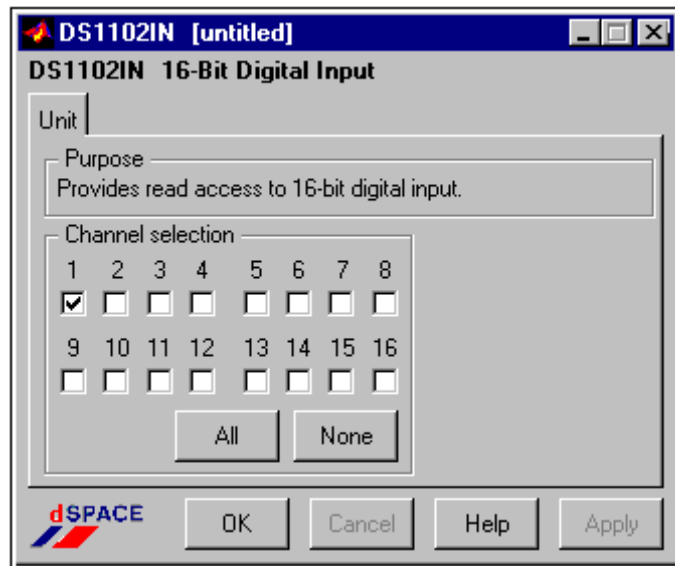 DS1102IN [untitled]
DS1102IN 16-Bit Digital Input
Unit
Purpose
Provides read access to 16-bit digital input.
Channel selection
1 2 3 4 5 6 7 8
9 10 11 12 13 14 15 16
All None
dSPACE OK Cancel Help Apply